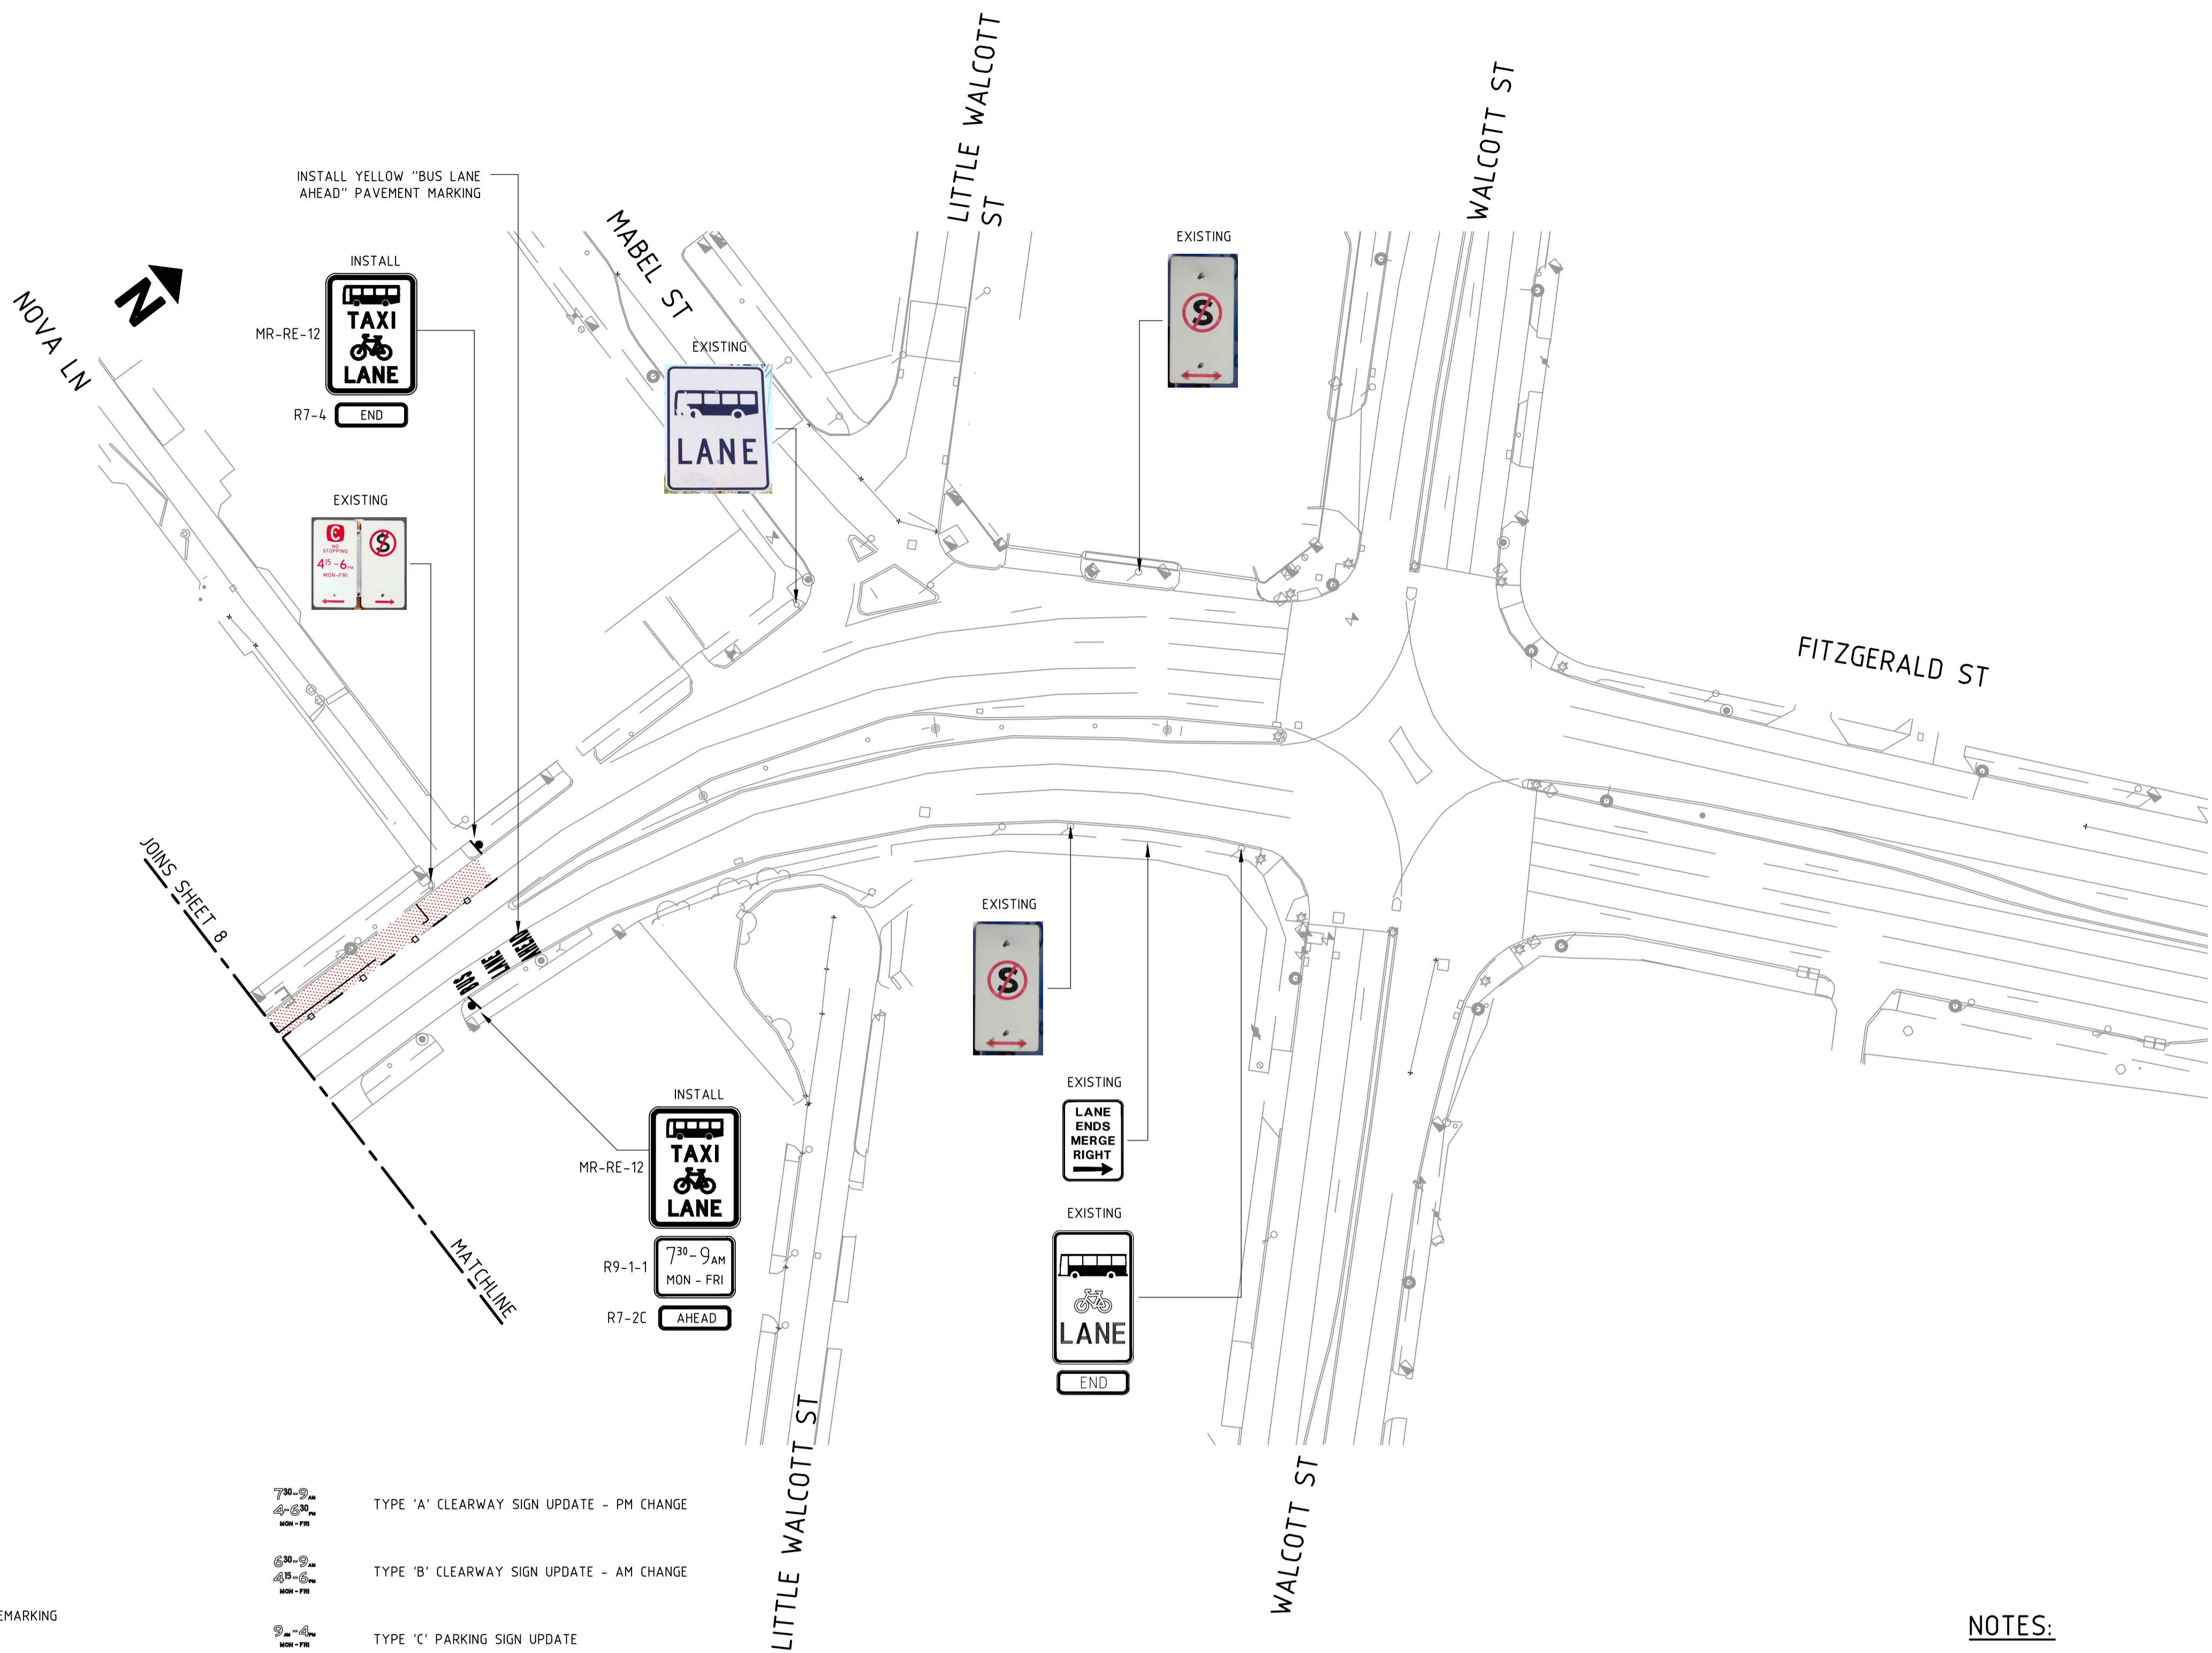 LITTLE WALCOTT
ST
WALCOTT ST
INSTALL YELLOW "BUS LANE
AHEAD" PAVEMENT MARKING
MABEL ST
EXISTING
S
INSTALL
TAXI
LANE
MR-RE-12
R7-4
END
N
NOVA LN
EXISTING
LANE
EXISTING
C
NO
STOPPING
4¹⁵-6PM
MON-FRI
S
FITZGERALD ST
JOINS SHEET 8
BUS
LANE
AHEAD
EXISTING
S
INSTALL
TAXI
LANE
MR-RE-12
R9-1-1
7³⁰-9AM
MON - FRI
R7-2C
AHEAD
MATCHLINE
EXISTING
LANE
ENDS
MERGE
RIGHT
EXISTING
LANE
END
LITTLE WALCOTT ST
WALCOTT ST
7³⁰-9AM
4-6³⁰PM
MON - FRI
TYPE 'A' CLEARWAY SIGN UPDATE - PM CHANGE
6³⁰-9AM
4¹⁵-6PM
MON - FRI
TYPE 'B' CLEARWAY SIGN UPDATE - AM CHANGE
EMARKING
9AM-4PM
MON - FRI
TYPE 'C' PARKING SIGN UPDATE
NOTES: